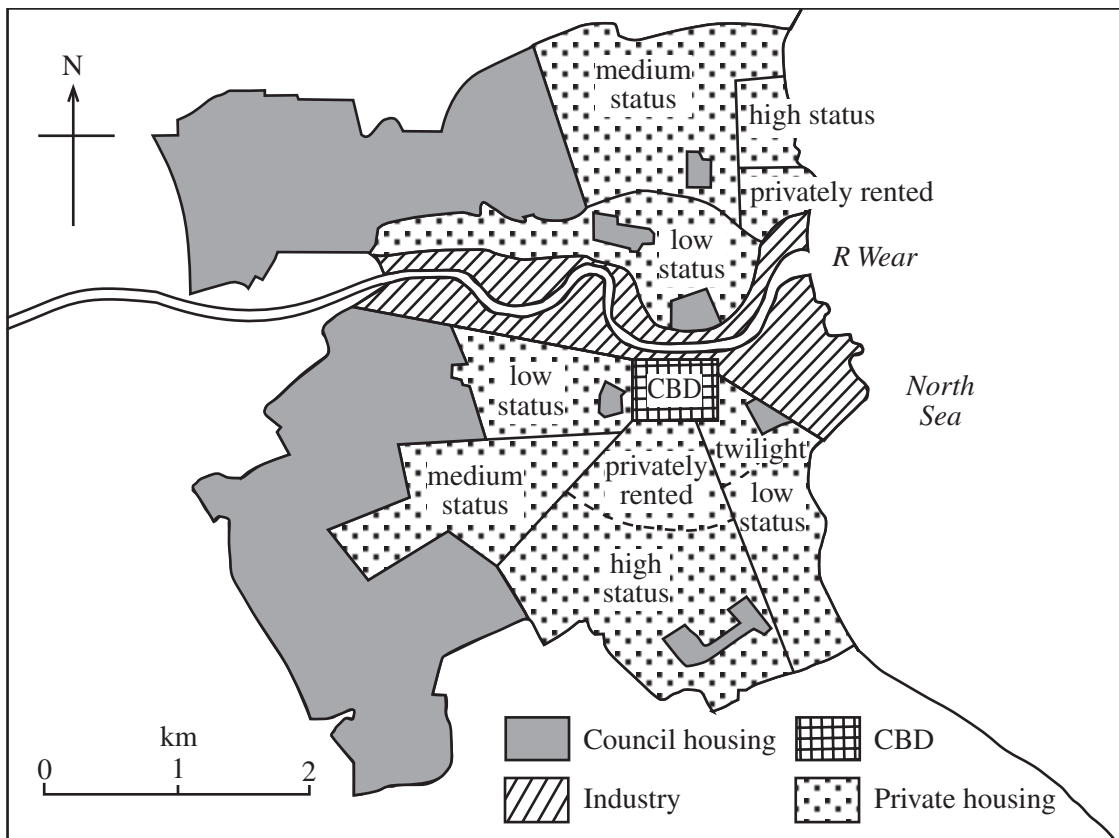 N
medium
status
high status
privately rented
low
status
R Wear
low
status
CBD
North
Sea
twilight
privately
rented
medium
status
low
status
high
status
km
0 1 2
Council housing
CBD
Industry
Private housing